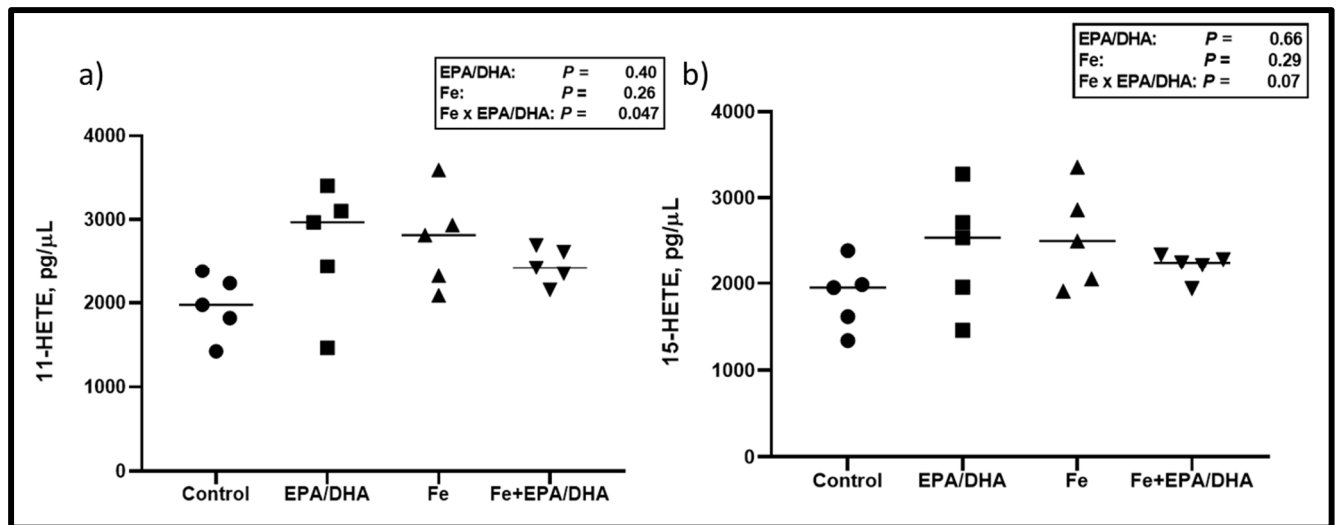 a)
EPA/DHA: P = 0.40
Fe: P = 0.26
Fe x EPA/DHA: P = 0.047
11-HETE, pg/µL
4000
3000
2000
1000
0
Control EPA/DHA Fe Fe+EPA/DHA
b)
EPA/DHA: P = 0.66
Fe: P = 0.29
Fe x EPA/DHA: P = 0.07
15-HETE, pg/µL
4000
3000
2000
1000
0
Control EPA/DHA Fe Fe+EPA/DHA